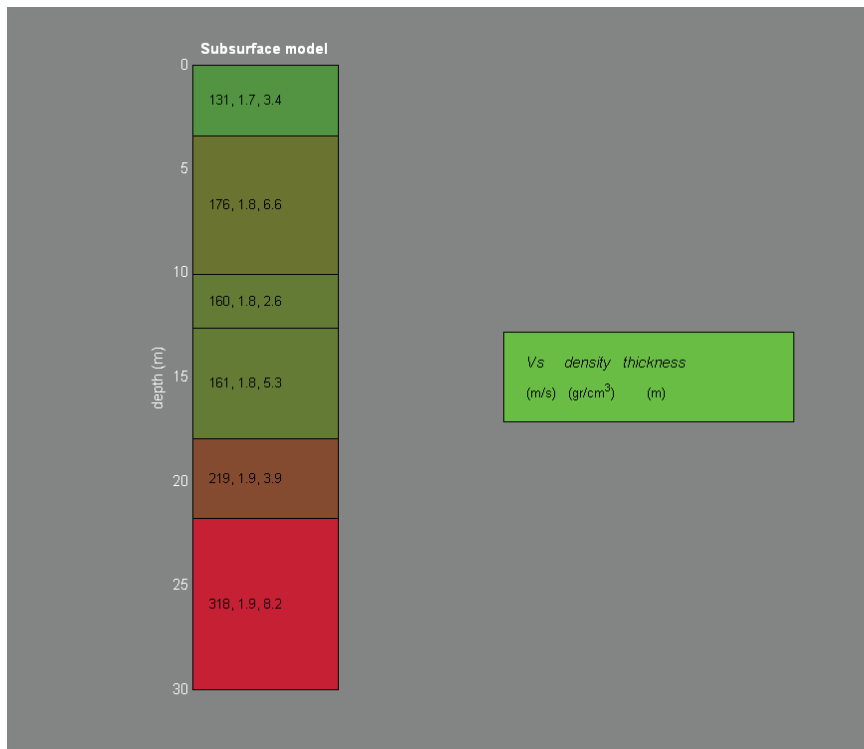 Subsurface model
0
131, 1.7, 3.4
5
176, 1.8, 6.6
10
160, 1.8, 2.6
15
161, 1.8, 5.3
20
219, 1.9, 3.9
25
318, 1.9, 8.2
30
depth (m)
Vs density thickness
(m/s) (gr/cm³) (m)